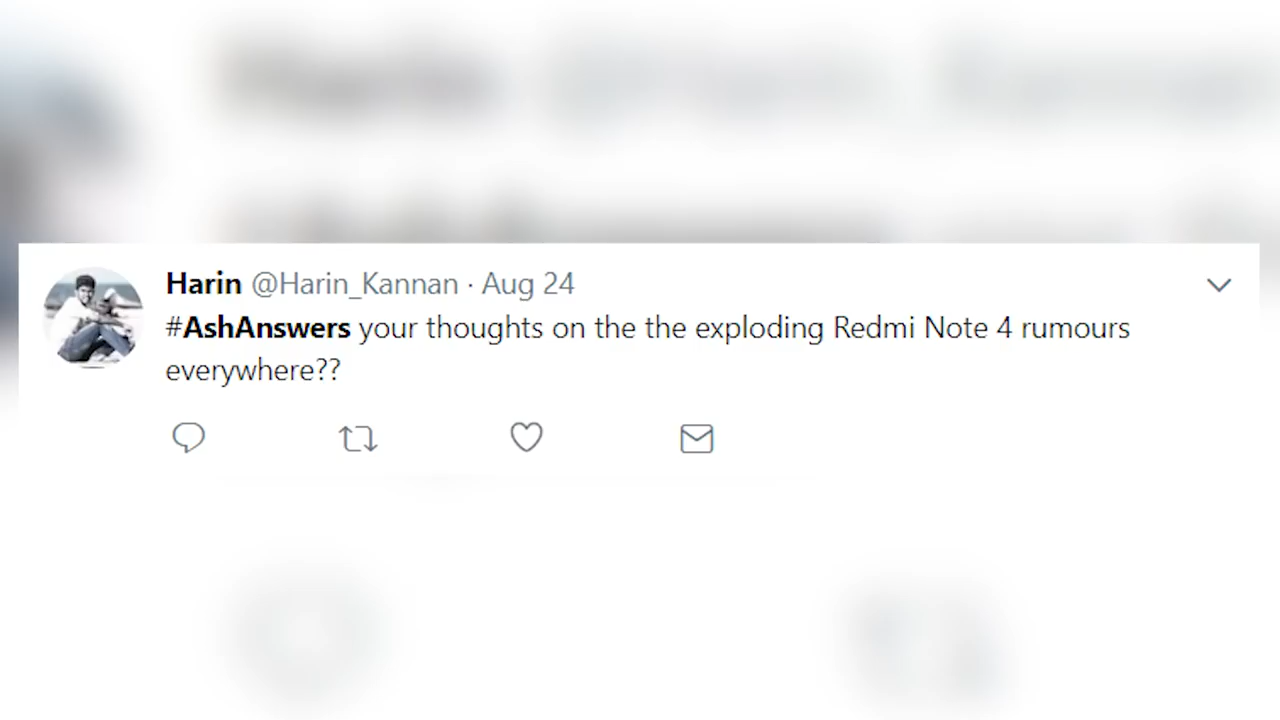 Harin @Harin_Kannan · Aug 24
#AshAnswers your thoughts on the the exploding Redmi Note 4 rumours
everywhere??